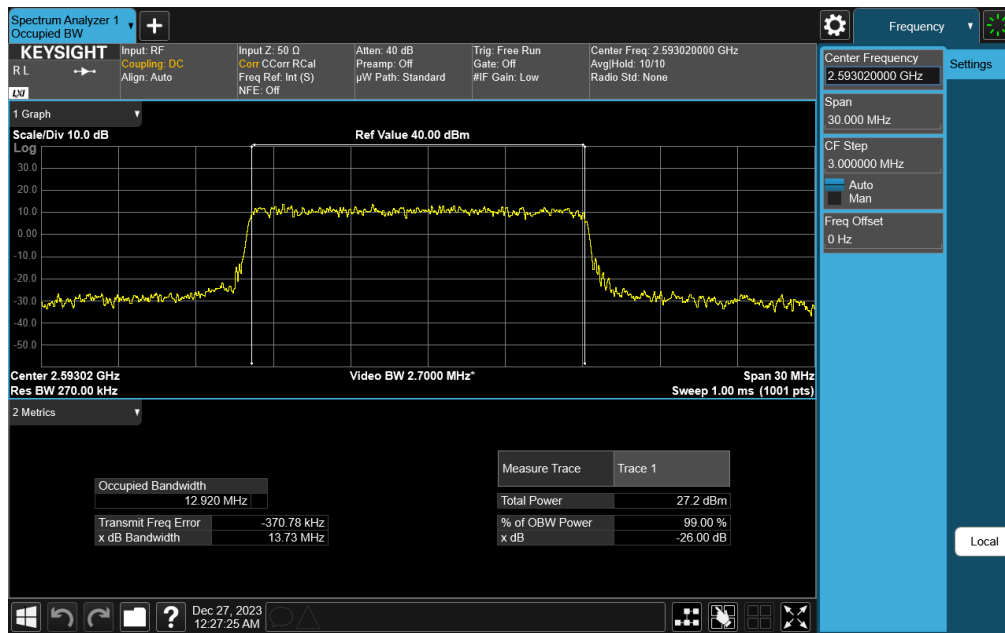 Spectrum Analyzer 1
Occupied BW
Frequency
KEYSIGHT
R L
LXI
Input: RF
Coupling: DC
Align: Auto
Input Z: 50 Ω
Corr CCorr RCal
Freq Ref: Int (S)
NFE: Off
Atten: 40 dB
Preamp: Off
µW Path: Standard
Trig: Free Run
Gate: Off
#IF Gain: Low
Center Freq: 2.593020000 GHz
Avg|Hold: 10/10
Radio Std: None
Center Frequency
2.593020000 GHz
Settings
Span
30.000 MHz
CF Step
3.000000 MHz
Auto
Man
Freq Offset
0 Hz
1 Graph
Scale/Div 10.0 dB
Ref Value 40.00 dBm
Log
30.0
20.0
10.0
0.00
-10.0
-20.0
-30.0
-40.0
-50.0
Center 2.59302 GHz
Video BW 2.7000 MHz*
Span 30 MHz
Res BW 270.00 kHz
Sweep 1.00 ms (1001 pts)
2 Metrics
Measure Trace Trace 1
Occupied Bandwidth
12.920 MHz
Total Power 27.2 dBm
Transmit Freq Error -370.78 kHz
% of OBW Power 99.00 %
x dB Bandwidth 13.73 MHz
x dB -26.00 dB
Local
?
Dec 27, 2023
12:27:25 AM